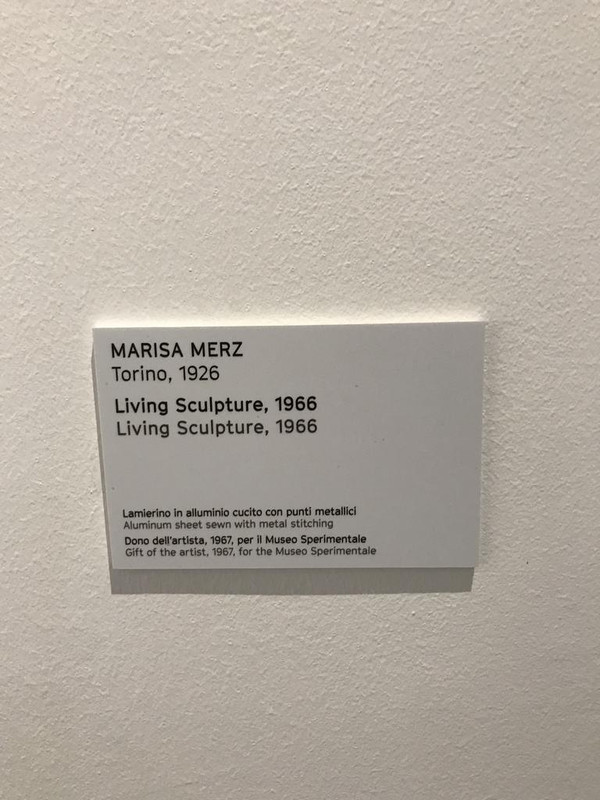 MARISA MERZ
Torino, 1926
Living Sculpture, 1966
Living Sculpture, 1966
Lamierino in alluminio cucito con punti metallici
Aluminum sheet sewn with metal stitching
Dono dell'artista, 1967, per il Museo Sperimentale
Gift of the artist, 1967, for the Museo Sperimentale